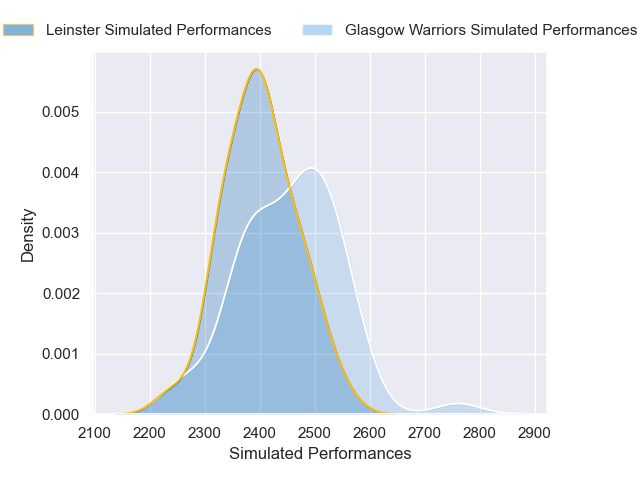 Leinster Simulated Performances Glasgow Warriors Simulated Performances
0.005
0.004
0.003
0.002
0.001
0.000
Density
2100 2200 2300 2400 2500 2600 2700 2800 2900
Simulated Performances